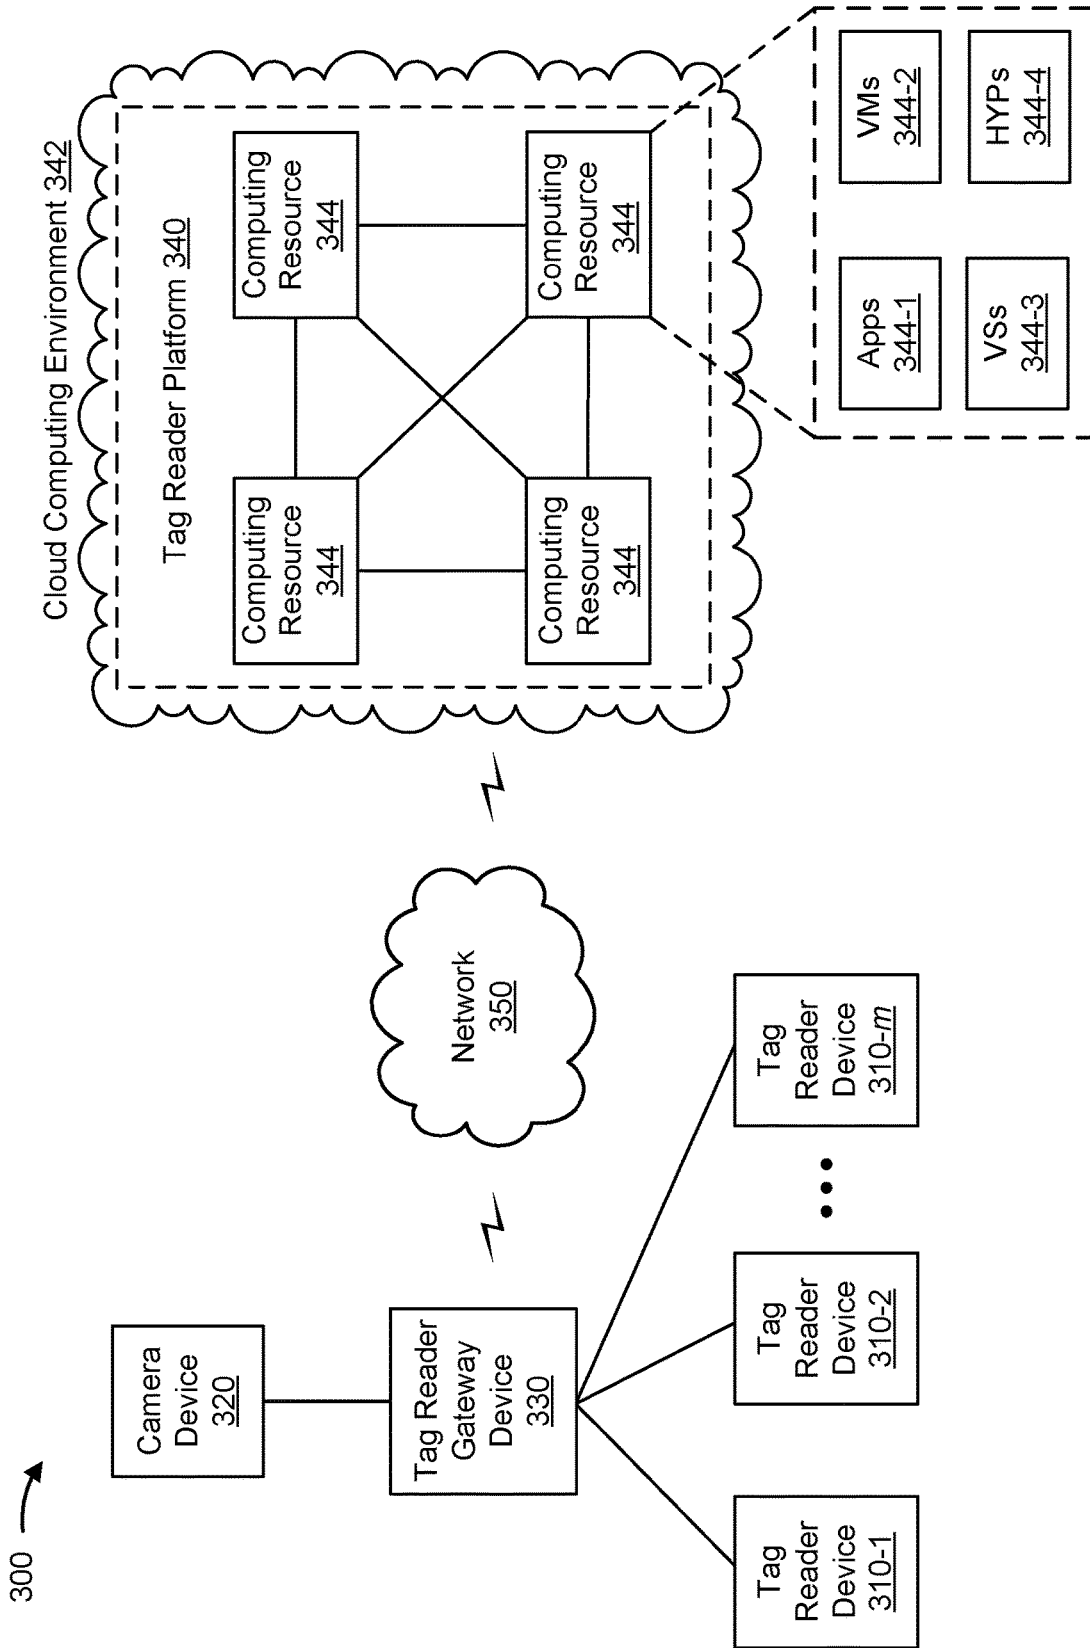 300
Camera
Device
320
Tag Reader
Gateway
Device
330
Tag
Reader
Device
310-1
Tag
Reader
Device
310-2
Tag
Reader
Device
310-m
Network
350
Cloud Computing Environment 342
Tag Reader Platform 340
Computing
Resource
344
Computing
Resource
344
Computing
Resource
344
Computing
Resource
344
Apps
344-1
VMs
344-2
VSs
344-3
HYPs
344-4